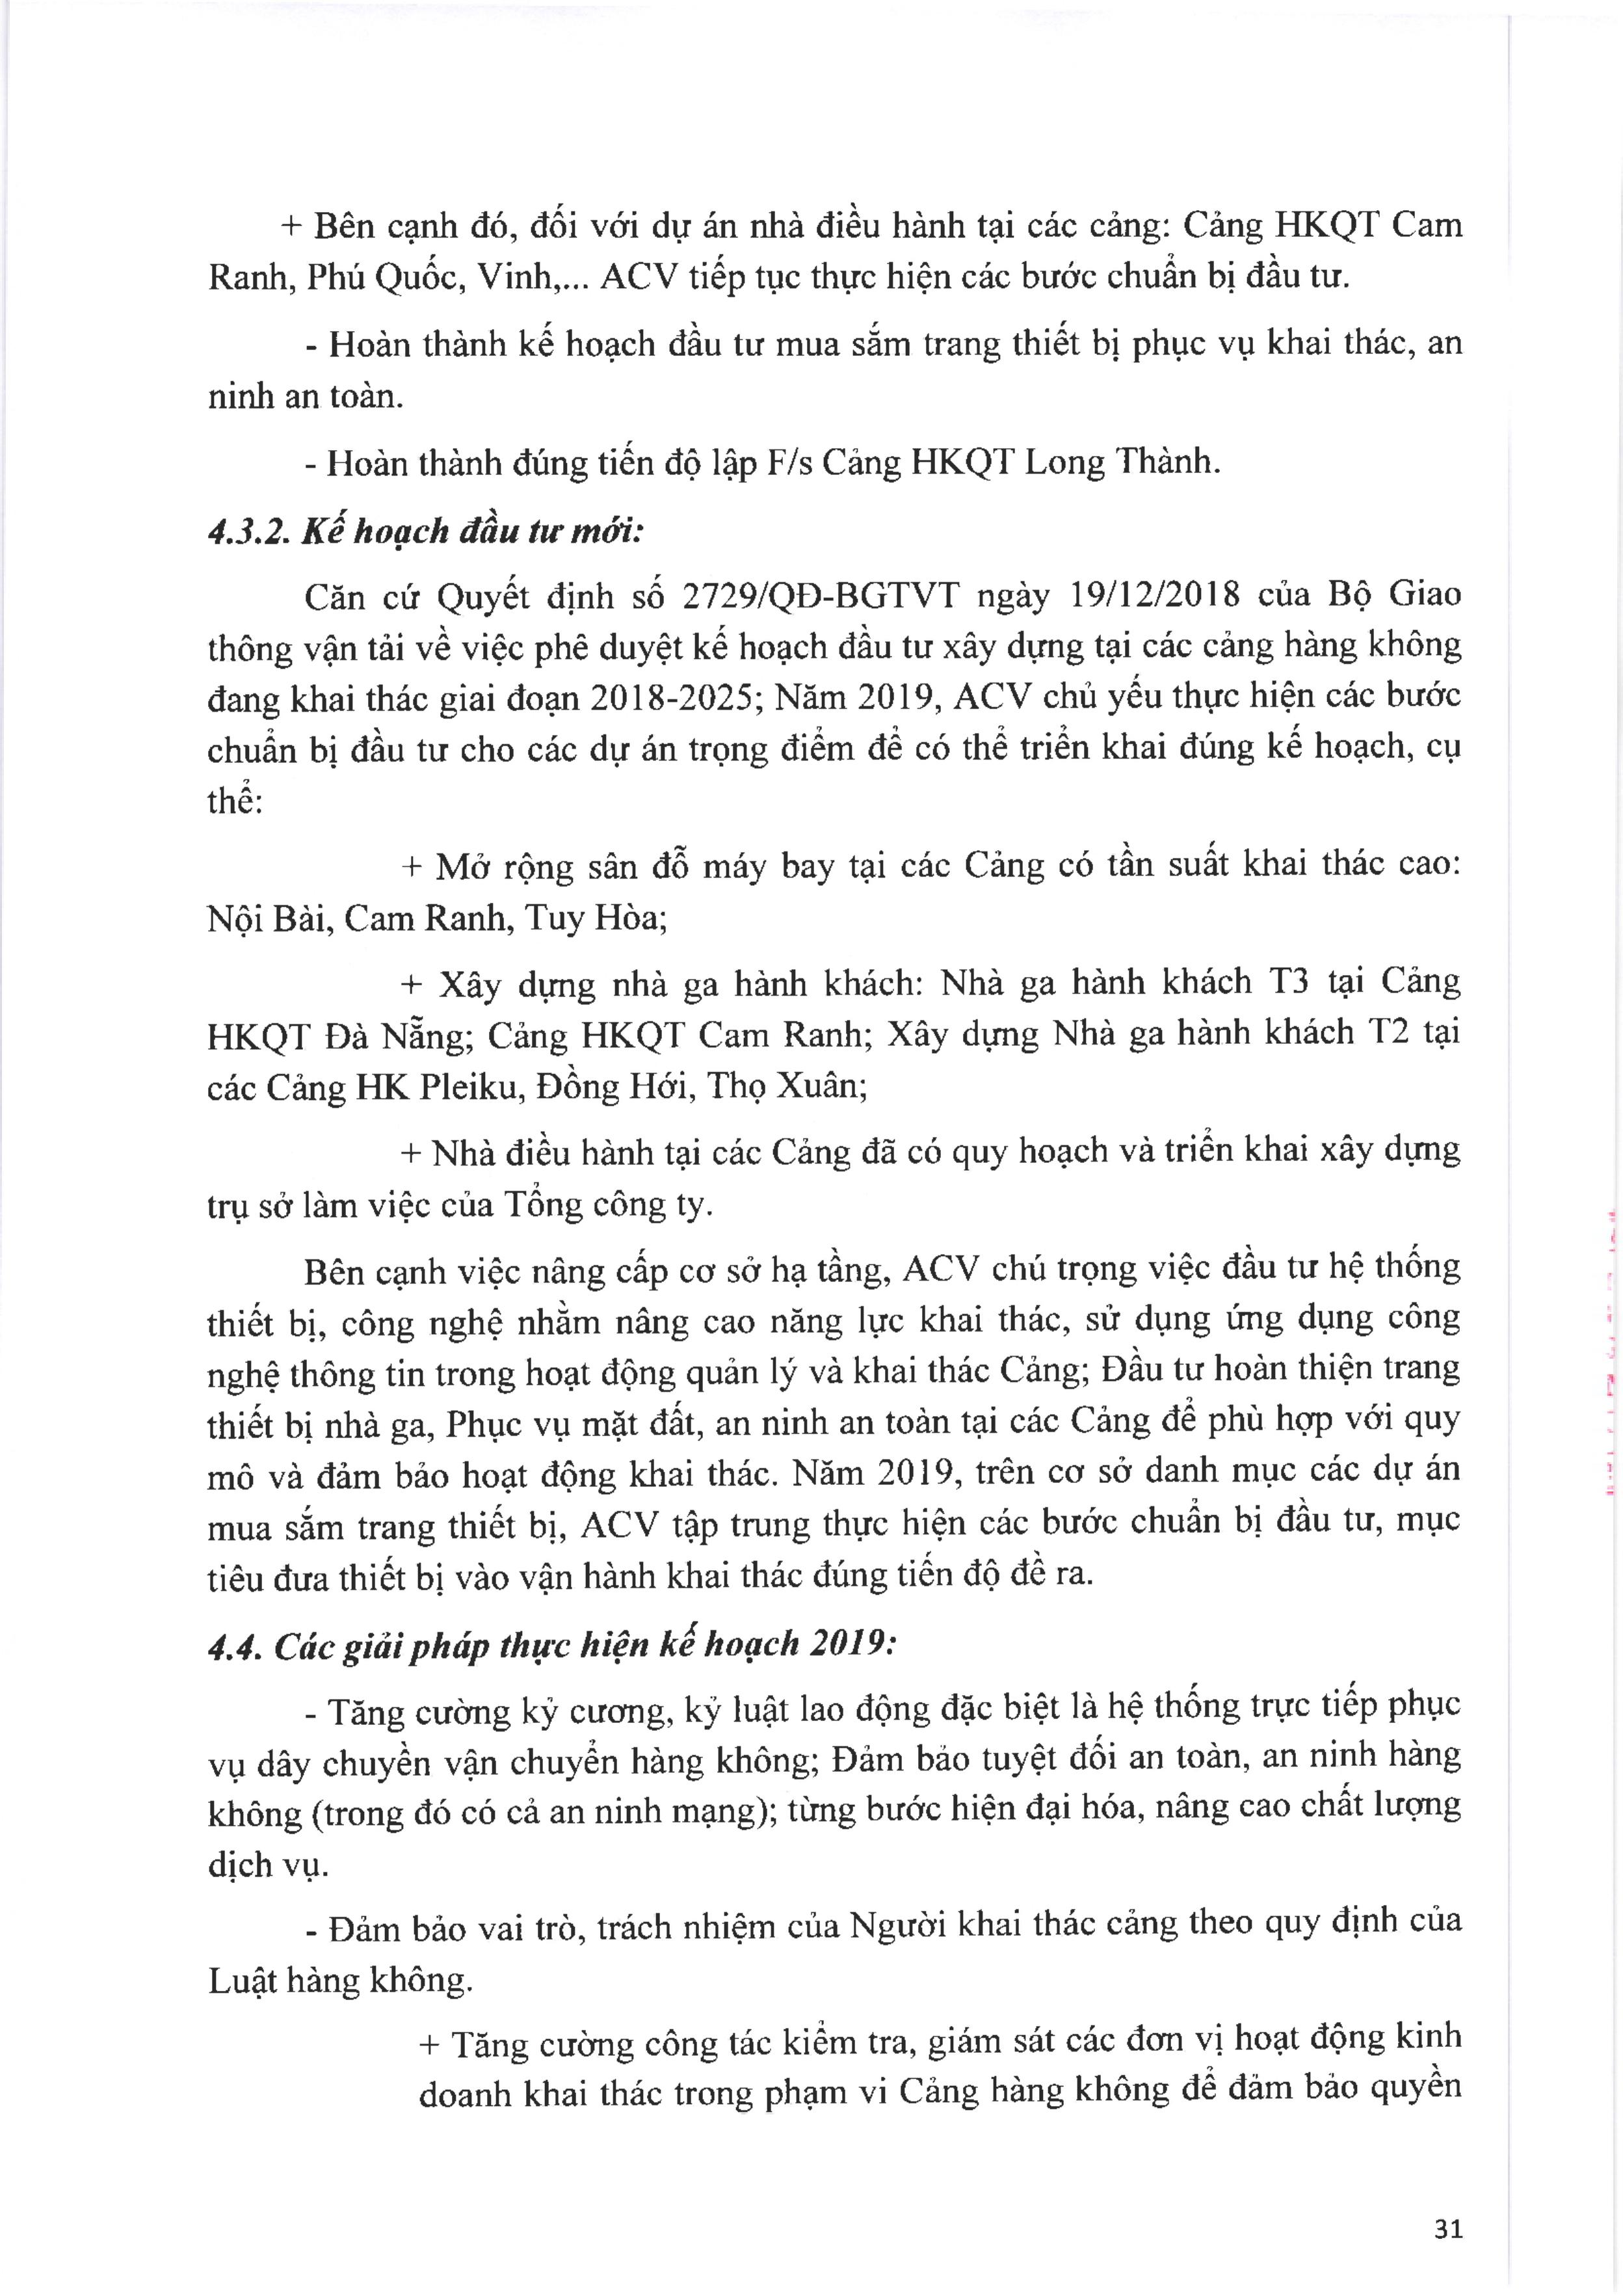 + Bên cạnh đó, đối với dự án nhà điều hành tại các cảng: Cảng HKQT Cam
Ranh, Phú Quốc, Vinh,... ACV tiếp tục thực hiện các bước chuẩn bị đầu tư.
- Hoàn thành kế hoạch đầu tư mua sắm trang thiết bị phục vụ khai thác, an
ninh an toàn.
- Hoàn thành đúng tiến độ lập F/s Cảng HKQT Long Thành.
4.3.2. Kế hoạch đầu tư mới:
Căn cứ Quyết định số 2729/QĐ-BGTVT ngày 19/12/2018 của Bộ Giao
thông vận tải về việc phê duyệt kế hoạch đầu tư xây dựng tại các cảng hàng không
đang khai thác giai đoạn 2018-2025; Năm 2019, ACV chủ yếu thực hiện các bước
chuẩn bị đầu tư cho các dự án trọng điểm để có thể triển khai đúng kế hoạch, cụ
thể:
+ Mở rộng sân đỗ máy bay tại các Cảng có tần suất khai thác cao:
Nội Bài, Cam Ranh, Tuy Hòa;
+ Xây dựng nhà ga hành khách: Nhà ga hành khách T3 tại Cảng
HKQT Đà Nẵng; Cảng HKQT Cam Ranh; Xây dựng Nhà ga hành khách T2 tại
các Cảng HK Pleiku, Đồng Hới, Thọ Xuân;
+ Nhà điều hành tại các Cảng đã có quy hoạch và triển khai xây dựng
trụ sở làm việc của Tổng công ty.
Bên cạnh việc nâng cấp cơ sở hạ tầng, ACV chú trọng việc đầu tư hệ thống
thiết bị, công nghệ nhằm nâng cao năng lực khai thác, sử dụng ứng dụng công
nghệ thông tin trong hoạt động quản lý và khai thác Cảng; Đầu tư hoàn thiện trang
thiết bị nhà ga, Phục vụ mặt đất, an ninh an toàn tại các Cảng để phù hợp với quy
mô và đảm bảo hoạt động khai thác. Năm 2019, trên cơ sở danh mục các dự án
mua sắm trang thiết bị, ACV tập trung thực hiện các bước chuẩn bị đầu tư, mục
tiêu đưa thiết bị vào vận hành khai thác đúng tiến độ đề ra.
4.4. Các giải pháp thực hiện kế hoạch 2019:
- Tăng cường kỷ cương, kỷ luật lao động đặc biệt là hệ thống trực tiếp phục
vụ dây chuyền vận chuyển hàng không; Đảm bảo tuyệt đối an toàn, an ninh hàng
không (trong đó có cả an ninh mạng); từng bước hiện đại hóa, nâng cao chất lượng
dịch vụ.
- Đảm bảo vai trò, trách nhiệm của Người khai thác cảng theo quy định của
Luật hàng không.
+ Tăng cường công tác kiểm tra, giám sát các đơn vị hoạt động kinh
doanh khai thác trong phạm vi Cảng hàng không để đảm bảo quyền
31